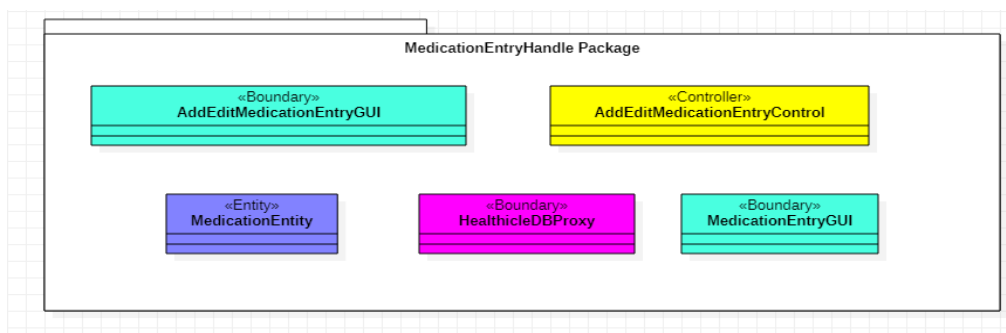 MedicationEntryHandle Package
«Boundary»
AddEditMedicationEntryGUI
«Controller»
AddEditMedicationEntryControl
«Entity»
MedicationEntity
«Boundary»
HealthicleDBProxy
«Boundary»
MedicationEntryGUI